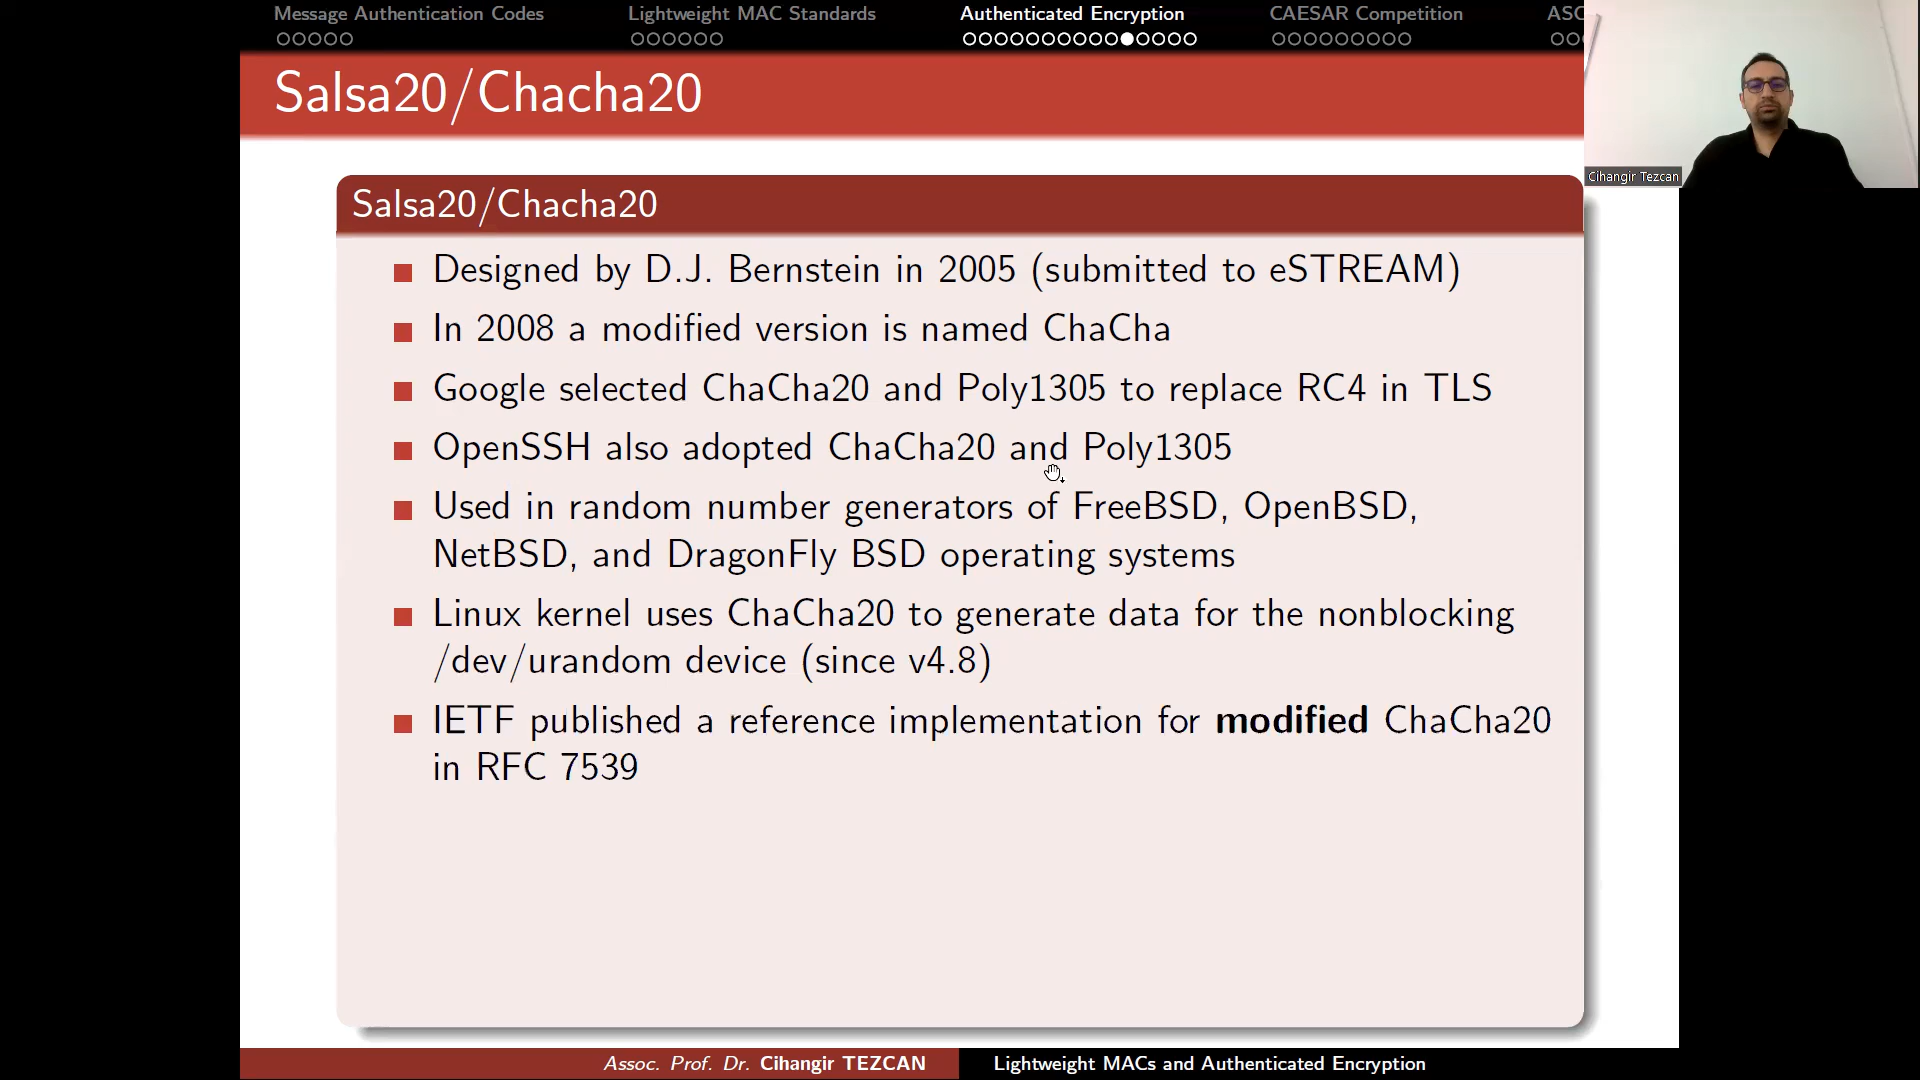 Message Authentication Codes
Lightweight MAC Standards
Authenticated Encryption
CAESAR Competition
ASC
Salsa20/Chacha20
Cihangir Tezcan
Salsa20/Chacha20
Designed by D.J. Bernstein in 2005 (submitted to eSTREAM)
In 2008 a modified version is named ChaCha
Google selected ChaCha20 and Poly1305 to replace RC4 in TLS
OpenSSH also adopted ChaCha20 and Poly1305
Used in random number generators of FreeBSD, OpenBSD,
NetBSD, and DragonFly BSD operating systems
Linux kernel uses ChaCha20 to generate data for the nonblocking
/dev/urandom device (since v4.8)
IETF published a reference implementation for modified ChaCha20
in RFC 7539
Assoc. Prof. Dr. Cihangir TEZCAN
Lightweight MACs and Authenticated Encryption